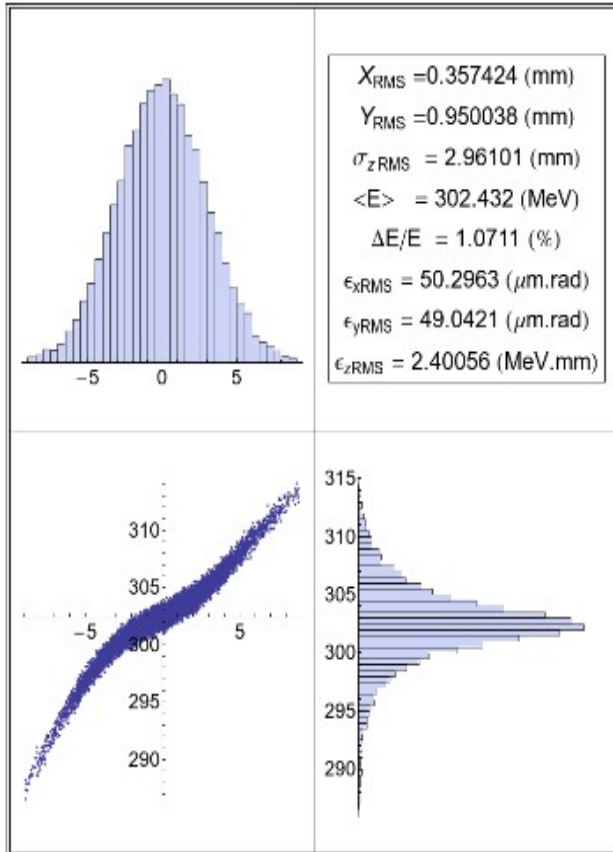 X_RMS =0.357424 (mm)
Y_RMS =0.950038 (mm)
σ_z RMS = 2.96101 (mm)
<E> = 302.432 (MeV)
ΔE/E = 1.0711 (%)
ϵ_xRMS = 50.2963 (μm.rad)
ϵ_yRMS = 49.0421 (μm.rad)
ϵ_zRMS = 2.40056 (MeV.mm)
−5 0 5
310
305
−5 5
300
295
290
315
310
305
300
295
290